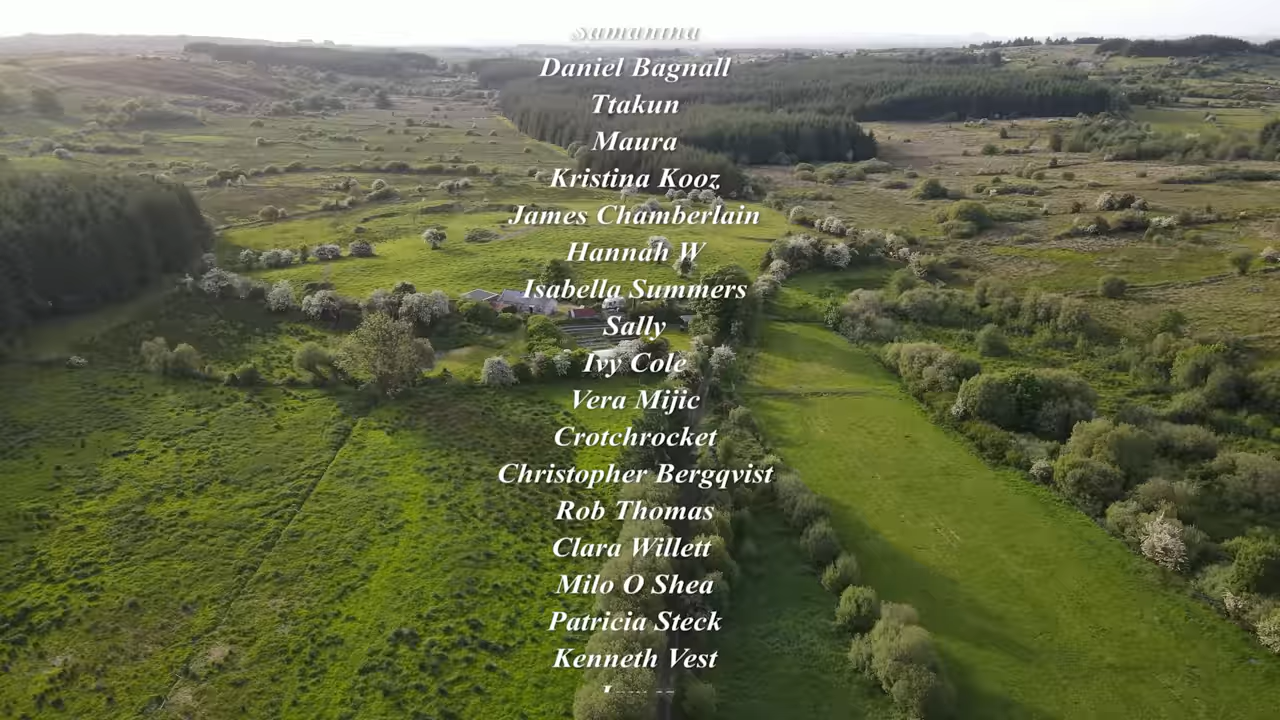 Samantha
Daniel Bagnall
Ttakun
Maura
Kristina Kooz
James Chamberlain
Hannah W
Isabella Summers
Sally
Ivy Cole
Vera Mijic
Crotchrocket
Christopher Bergqvist
Rob Thomas
Clara Willett
Milo O Shea
Patricia Steck
Kenneth Vest